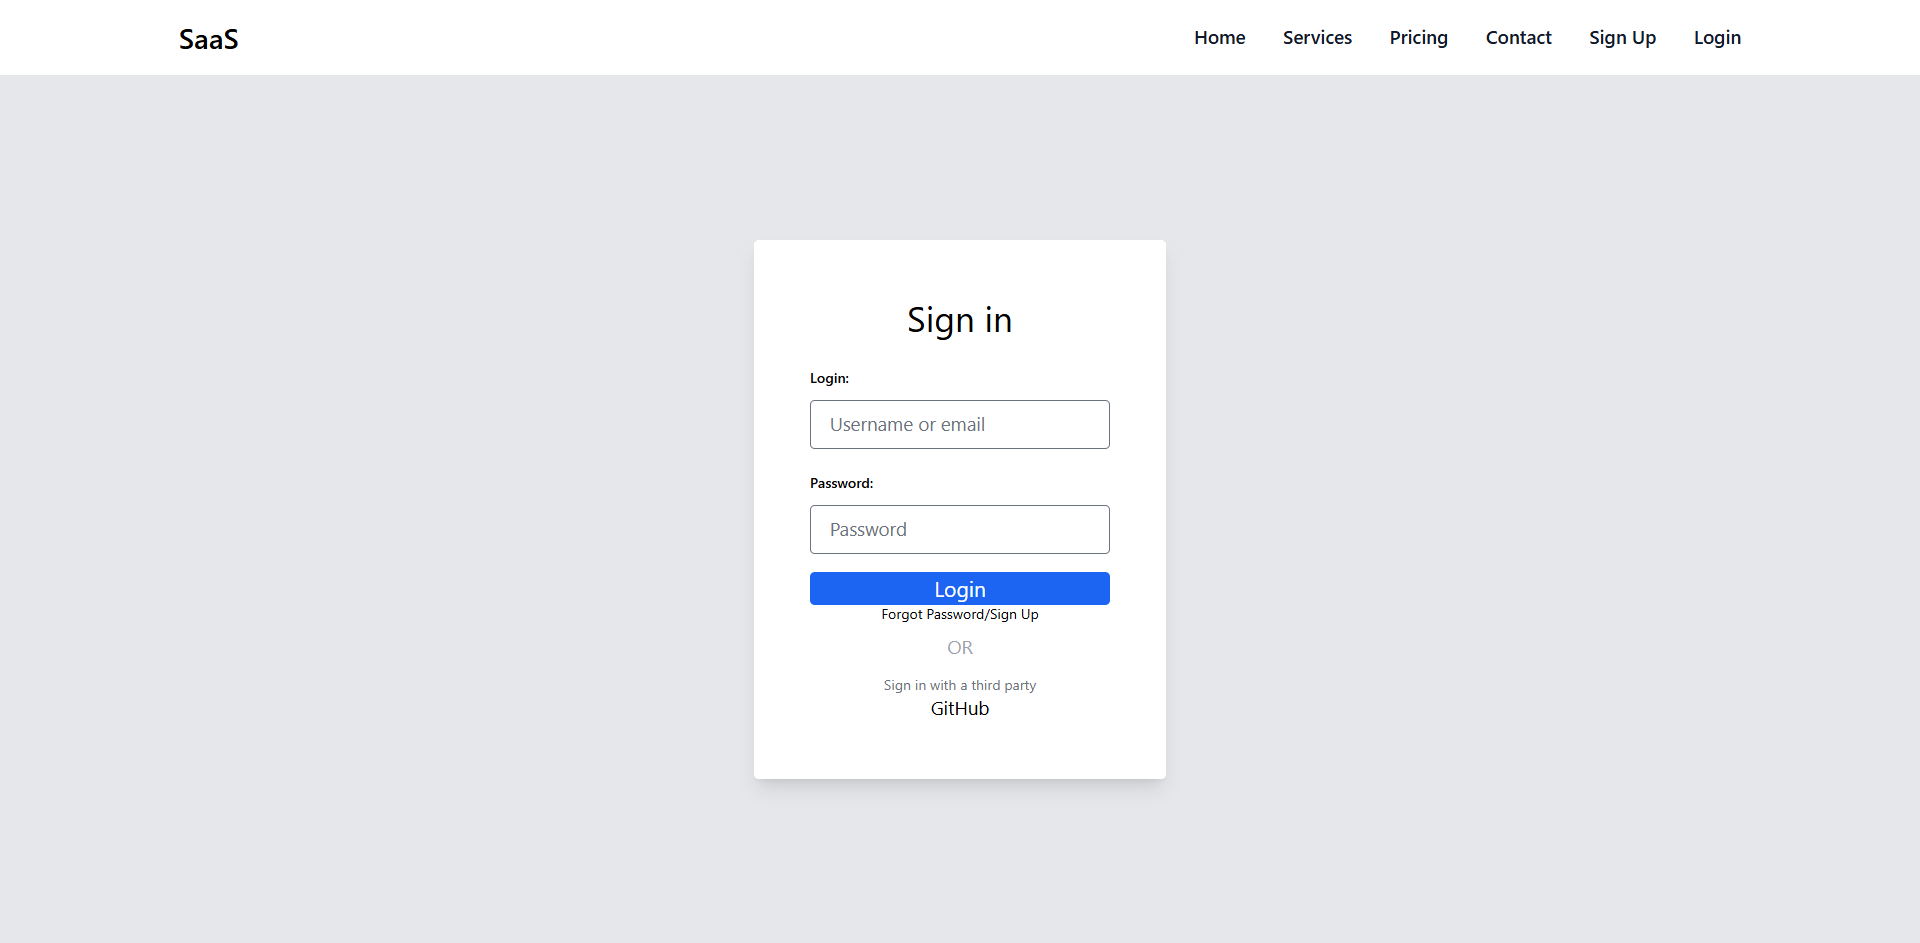 SaaS
Home Services Pricing Contact Sign Up Login
Sign in
Login:
Username or email
Password:
Password
Login
Forgot Password/Sign Up
OR
Sign in with a third party
GitHub